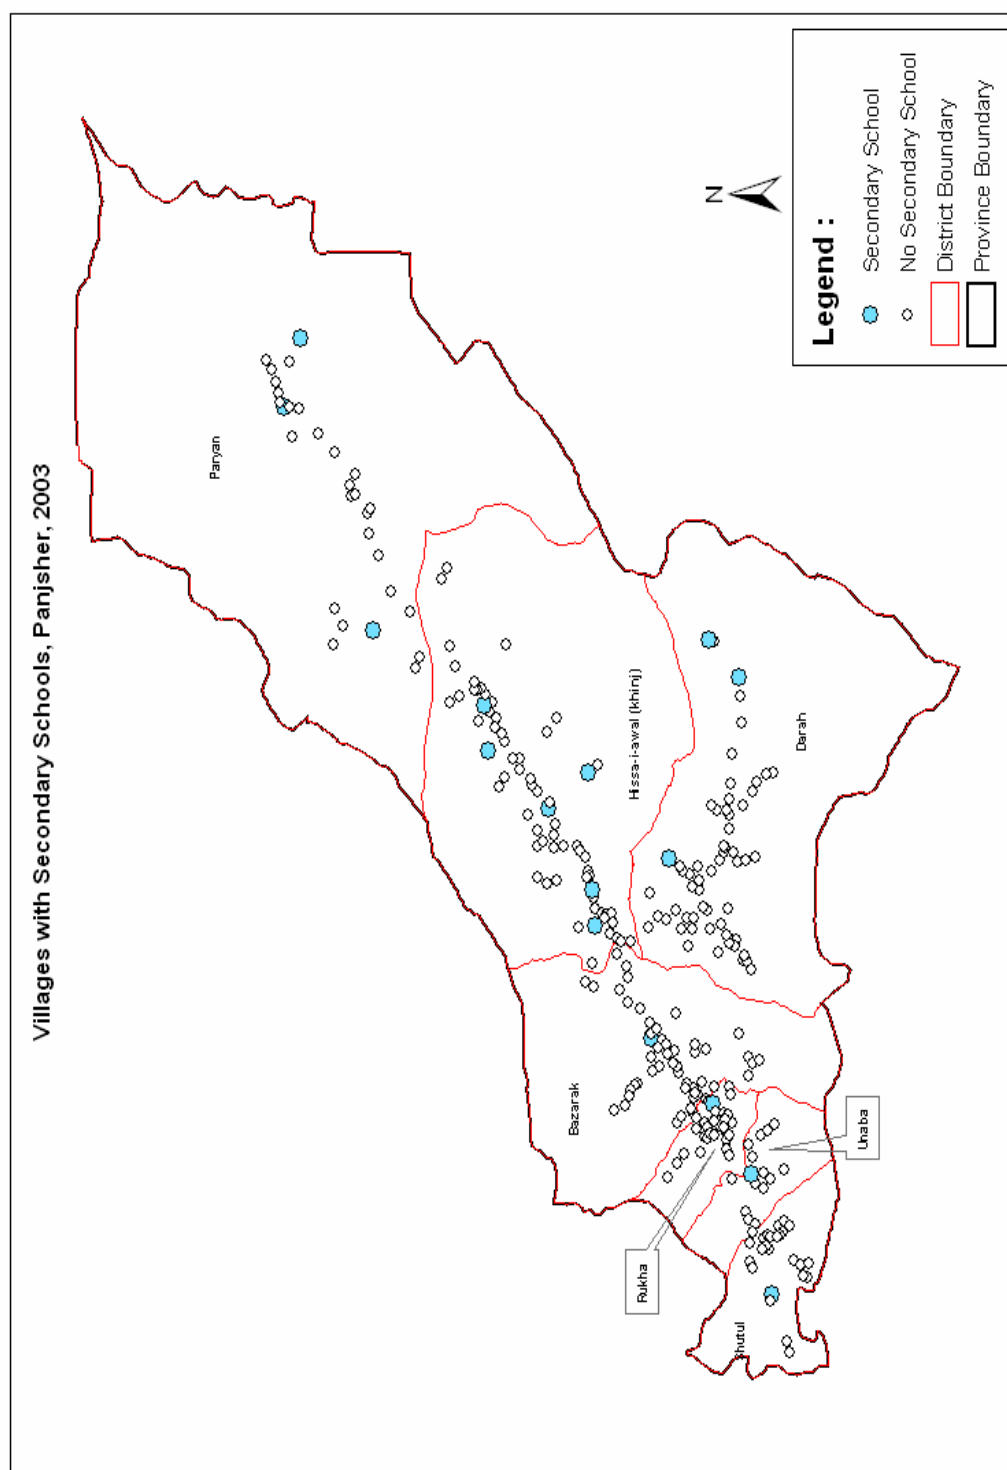 Villages with Secondary Schools, Panjsher, 2003
Paryan
Hissa-i-awal (khinj)
Darah
Bazarak
Rukha
Unaba
Shutul
N
Legend :
Secondary School
No Secondary School
District Boundary
Province Boundary